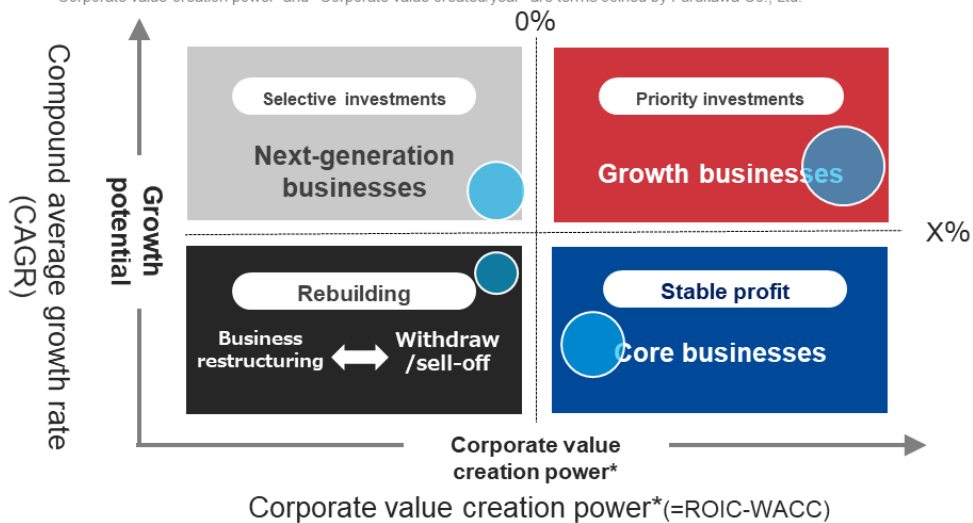 0%
Selective investments
Priority investments
Next-generation
businesses
Growth businesses
Compound average growth rate
(CAGR)
Growth
potential
X%
Rebuilding
Stable profit
Business
restructuring
Withdraw
/sell-off
Core businesses
Corporate value
creation power*
Corporate value creation power*(=ROIC-WACC)